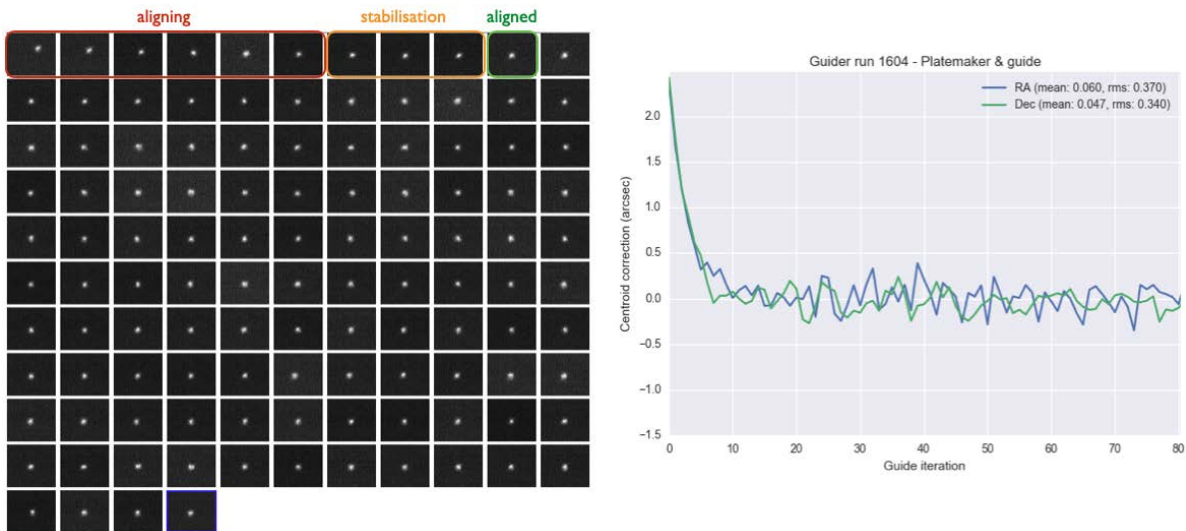 aligning stabilisation aligned
Guider run 1604 - Platemaker & guide
RA (mean: 0.060, rms: 0.370)
Dec (mean: 0.047, rms: 0.340)
2.0
1.5
1.0
0.5
0.0
−0.5
−1.0
−1.5
Centroid correction (arcsec)
0 10 20 30 40 50 60 70 80
Guide iteration